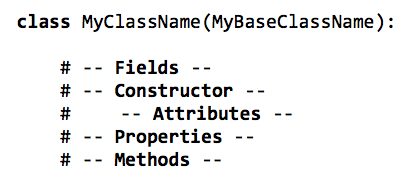 class MyClassName(MyBaseClassName):
# -- Fields --
# -- Constructor --
#     -- Attributes --
# -- Properties --
# -- Methods --